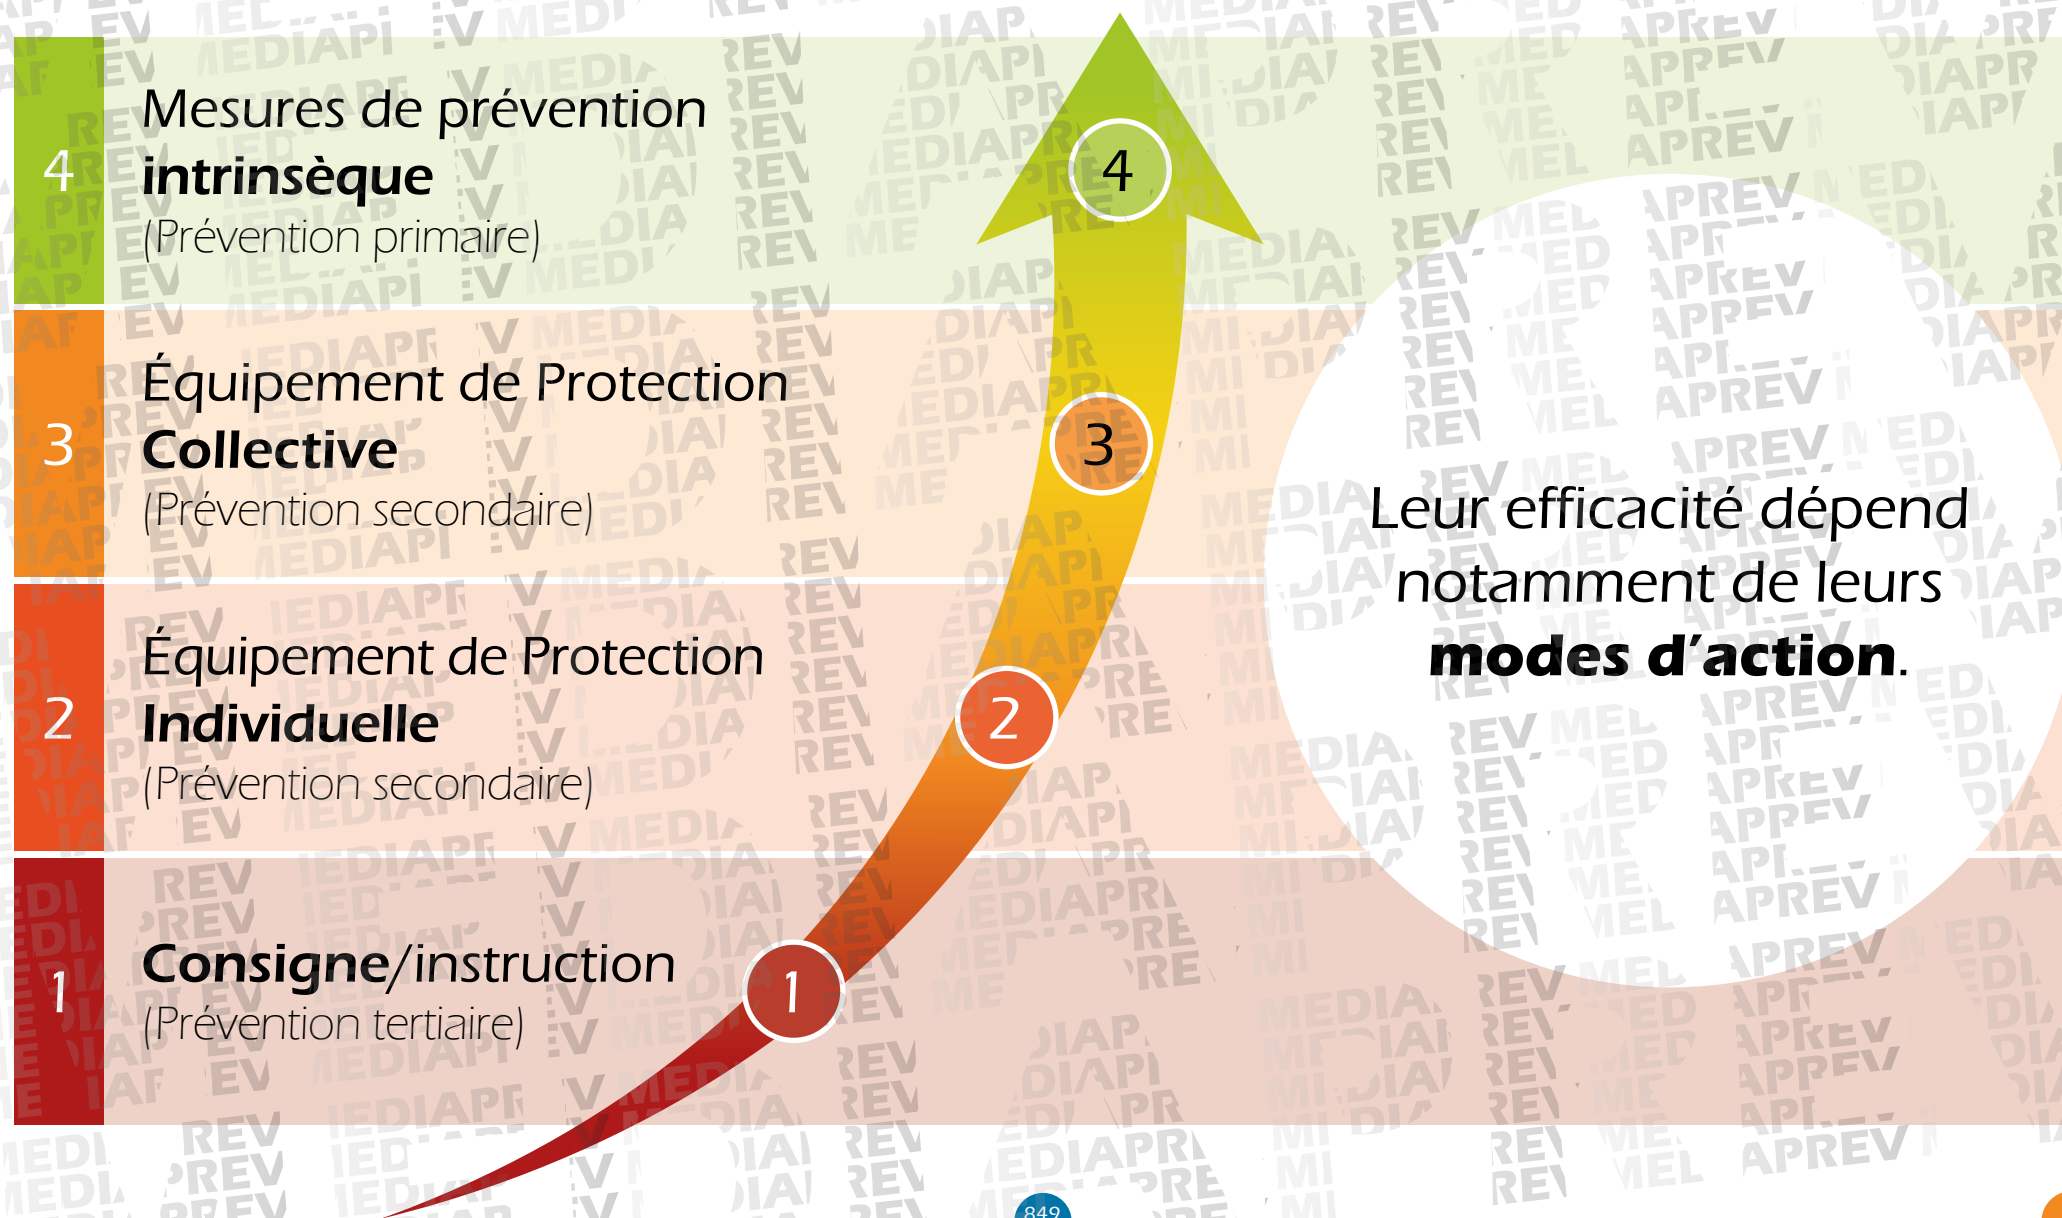 4
Mesures de prévention
intrinsèque
(Prévention primaire)
4
3
Équipement de Protection
Collective
(Prévention secondaire)
3
2
Équipement de Protection
Individuelle
(Prévention secondaire)
2
1
Consigne/instruction
(Prévention tertiaire)
1
Leur efficacité dépend
notamment de leurs
modes d’action.
849